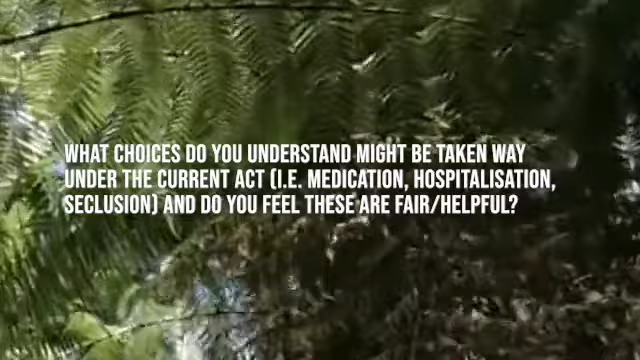 WHAT CHOICES DO YOU UNDERSTAND MIGHT BE TAKEN WAY
UNDER THE CURRENT ACT (I.E. MEDICATION, HOSPITALISATION,
SECLUSION) AND DO YOU FEEL THESE ARE FAIR/HELPFUL?